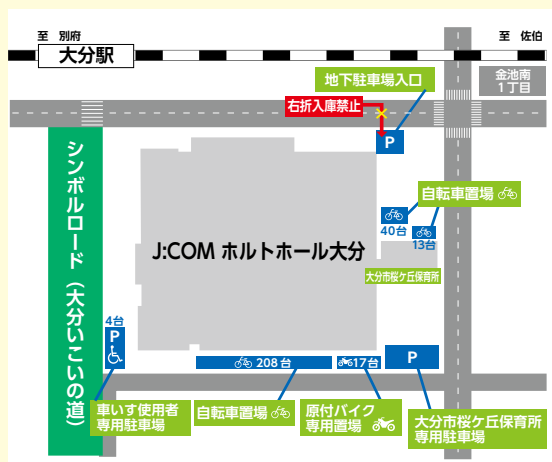 至 別府
至 佐伯
大分駅
地下駐車場入口
金池南
1丁目
右折入庫禁止
P
シンボルロード（大分いこいの道）
自転車置場
40台
13台
J:COM ホルトホール大分
大分市桜ケ丘保育所
4台
P
208台
17台
P
車いす使用者
専用駐車場
自転車置場
原付バイク
専用置場
大分市桜ケ丘保育所
専用駐車場